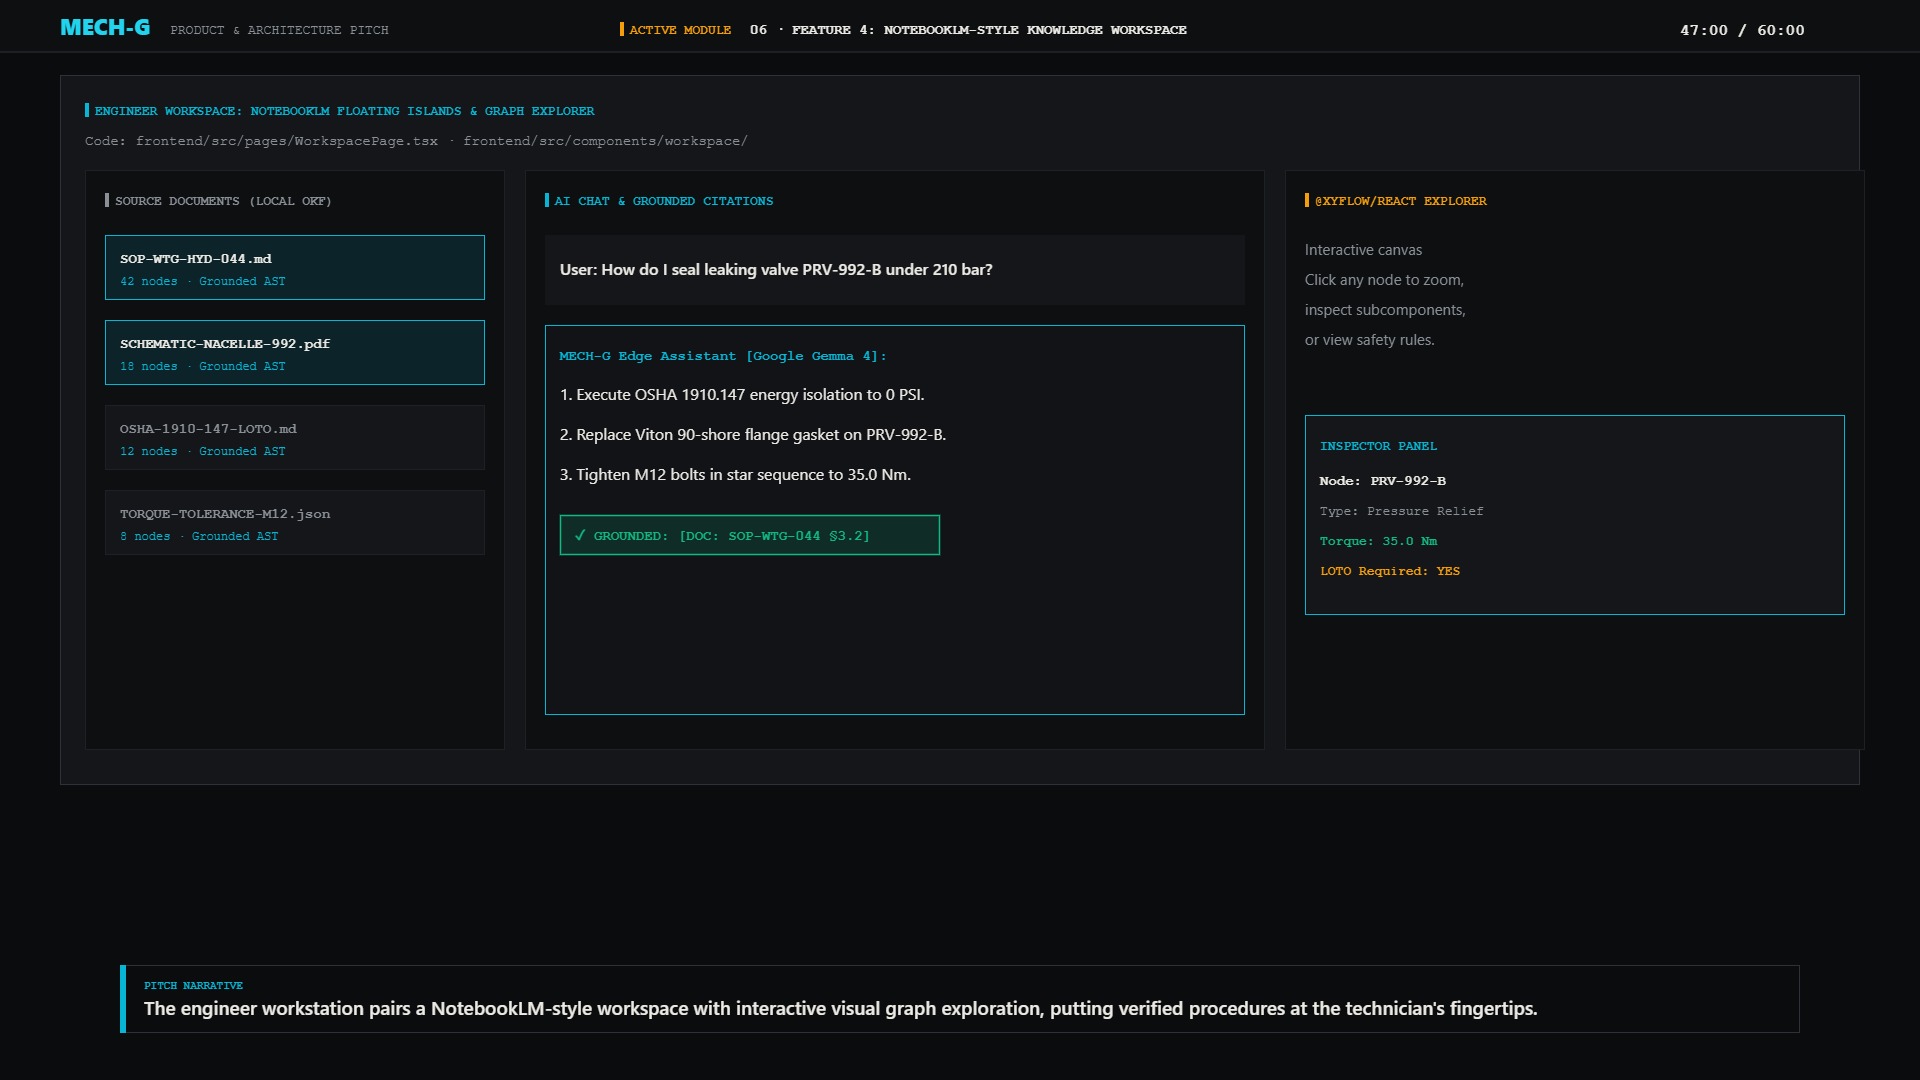 MECH-G PRODUCT & ARCHITECTURE PITCH
ACTIVE MODULE 06 · FEATURE 4: NOTEBOOKLM-STYLE KNOWLEDGE WORKSPACE
47:00 / 60:00
ENGINEER WORKSPACE: NOTEBOOKLM FLOATING ISLANDS & GRAPH EXPLORER
Code: frontend/src/pages/WorkspacePage.tsx · frontend/src/components/workspace/
SOURCE DOCUMENTS (LOCAL OKF)
SOP-WTG-HYD-044.md
42 nodes · Grounded AST
SCHEMATIC-NACELLE-992.pdf
18 nodes · Grounded AST
OSHA-1910-147-LOTO.md
12 nodes · Grounded AST
TORQUE-TOLERANCE-M12.json
8 nodes · Grounded AST
AI CHAT & GROUNDED CITATIONS
User: How do I seal leaking valve PRV-992-B under 210 bar?
MECH-G Edge Assistant [Google Gemma 4]:
1. Execute OSHA 1910.147 energy isolation to 0 PSI.
2. Replace Viton 90-shore flange gasket on PRV-992-B.
3. Tighten M12 bolts in star sequence to 35.0 Nm.
✓ GROUNDED: [DOC: SOP-WTG-044 §3.2]
@XYFLOW/REACT EXPLORER
Interactive canvas
Click any node to zoom,
inspect subcomponents,
or view safety rules.
INSPECTOR PANEL
Node: PRV-992-B
Type: Pressure Relief
Torque: 35.0 Nm
LOTO Required: YES
PITCH NARRATIVE
The engineer workstation pairs a NotebookLM-style workspace with interactive visual graph exploration, putting verified procedures at the technician's fingertips.